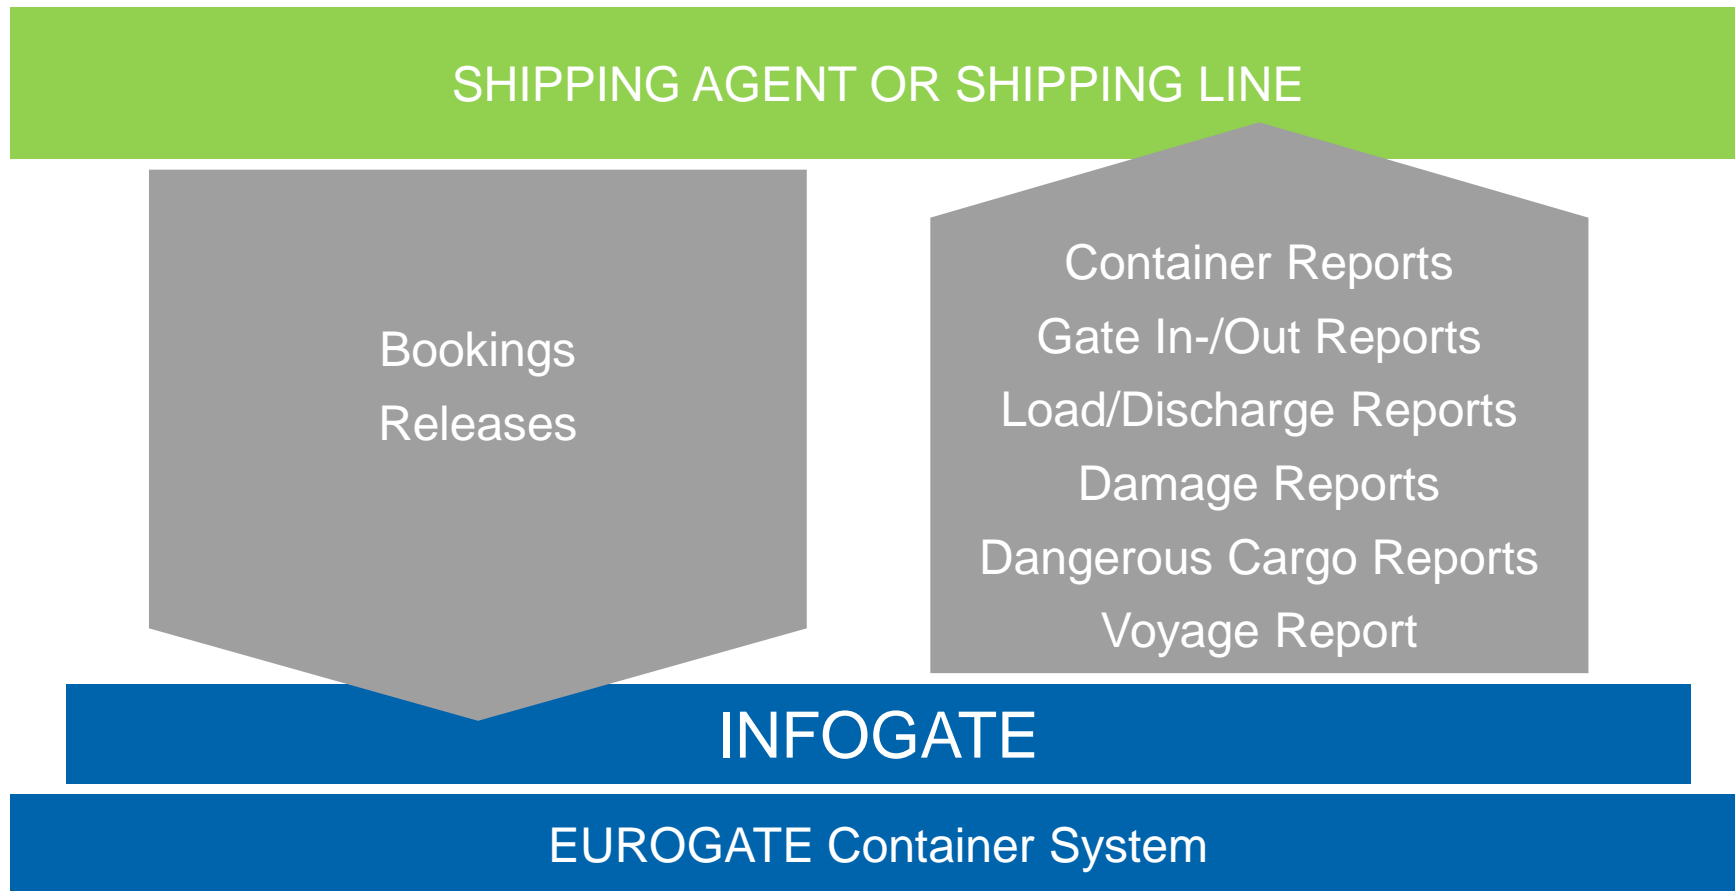 SHIPPING AGENT OR SHIPPING LINE
Bookings
Releases
Container Reports
Gate In-/Out Reports
Load/Discharge Reports
Damage Reports
Dangerous Cargo Reports
Voyage Report
INFOGATE
EUROGATE Container System